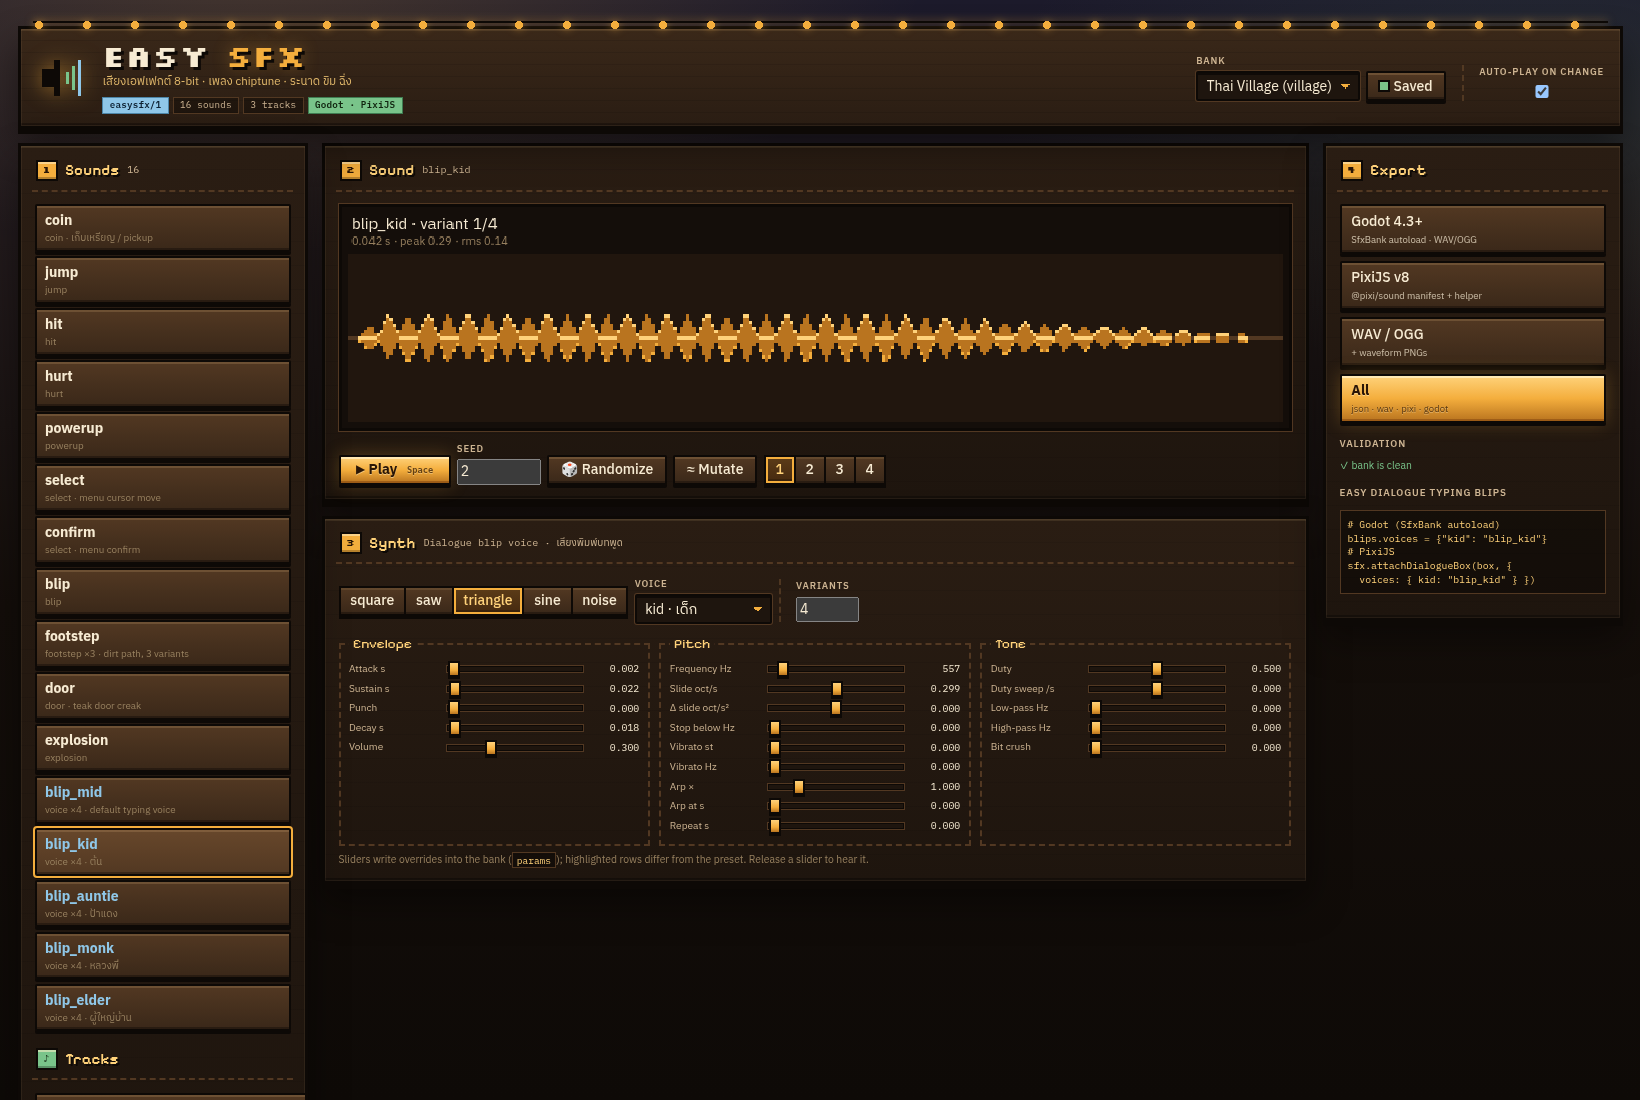 EASY SFX
เสียงเอฟเฟกต์ 8-bit · เพลง chiptune · ระนาด ขิม ฉิ่ง
easysfx/1 16 sounds 3 tracks Godot · PixiJS
BANK
Thai Village (village)
Saved
AUTO-PLAY ON CHANGE
1 Sounds 16
coin
coin · เก็บเหรียญ / pickup
jump
jump
hit
hit
hurt
hurt
powerup
powerup
select
select · menu cursor move
confirm
select · menu confirm
blip
blip
footstep
footstep ×3 · dirt path, 3 variants
door
door · teak door creak
explosion
explosion
blip_mid
voice ×4 · default typing voice
blip_kid
voice ×4 · ต้น
blip_auntie
voice ×4 · ป้าแดง
blip_monk
voice ×4 · หลวงพี่
blip_elder
voice ×4 · ผู้ใหญ่บ้าน
♪ Tracks
2 Sound blip_kid
blip_kid · variant 1/4
0.042 s · peak 0.29 · rms 0.14
▶ Play Space
SEED
2
🎲 Randomize
≈ Mutate
1 2 3 4
3 Synth Dialogue blip voice · เสียงพิมพ์บทพูด
square saw triangle sine noise
VOICE
kid · เด็ก
VARIANTS
4
Envelope
Attack s 0.002
Sustain s 0.022
Punch 0.000
Decay s 0.018
Volume 0.300
Pitch
Frequency Hz 557
Slide oct/s 0.299
Δ slide oct/s² 0.000
Stop below Hz 0.000
Vibrato st 0.000
Vibrato Hz 0.000
Arp × 1.000
Arp at s 0.000
Repeat s 0.000
Tone
Duty 0.500
Duty sweep /s 0.000
Low-pass Hz 0.000
High-pass Hz 0.000
Bit crush 0.000
Sliders write overrides into the bank (params); highlighted rows differ from the preset. Release a slider to hear it.
4 Export
Godot 4.3+
SfxBank autoload · WAV/OGG
PixiJS v8
@pixi/sound manifest + helper
WAV / OGG
+ waveform PNGs
All
json · wav · pixi · godot
VALIDATION
✓ bank is clean
EASY DIALOGUE TYPING BLIPS
# Godot (SfxBank autoload)
blips.voices = {"kid": "blip_kid"}
# PixiJS
sfx.attachDialogueBox(box, {
voices: { kid: "blip_kid" } })